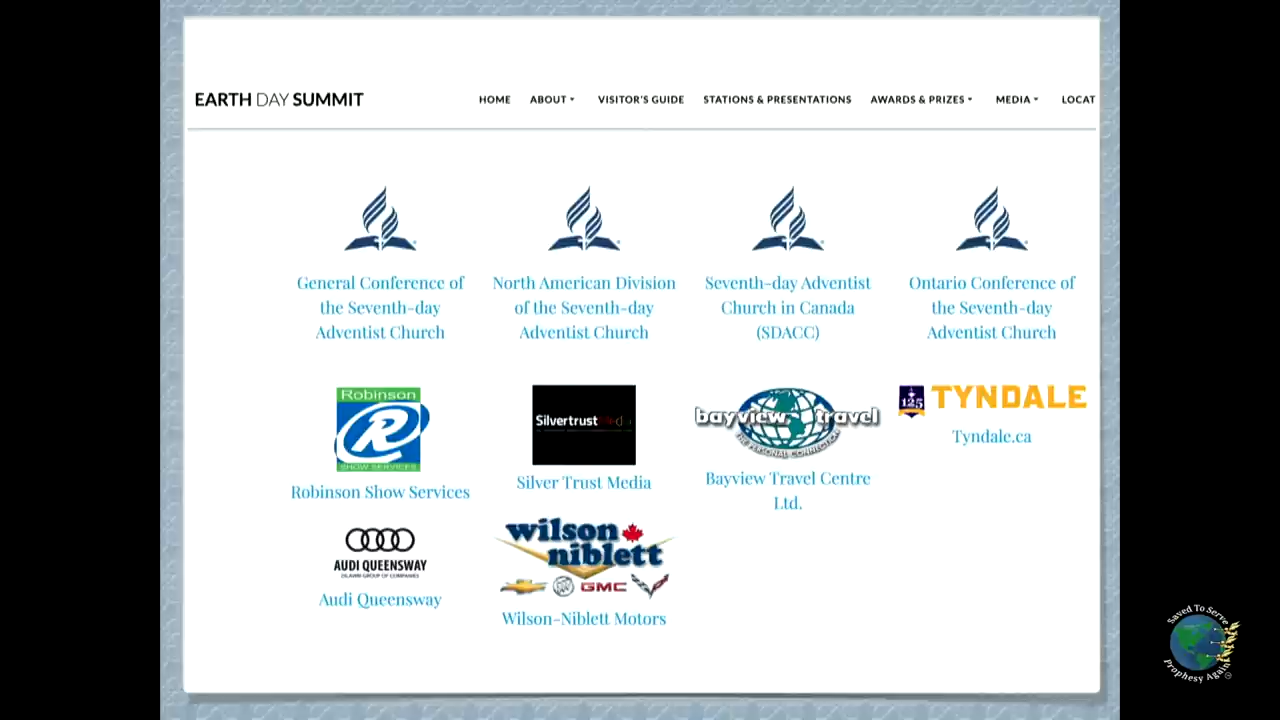 EARTH DAY SUMMIT
HOME ABOUT VISITOR'S GUIDE STATIONS & PRESENTATIONS AWARDS & PRIZES MEDIA LOCAT
General Conference of
the Seventh-day
Adventist Church
North American Division
of the Seventh-day
Adventist Church
Seventh-day Adventist
Church in Canada
(SDACC)
Ontario Conference of
the Seventh-day
Adventist Church
Robinson
R
SHOW SERVICES
Robinson Show Services
Silvertrust
Silver Trust Media
bayview travel
THE PERSONAL CONNECTION
Bayview Travel Centre
Ltd.
125
TYNDALE
Tyndale.ca
AUDI QUEENSWAY
Audi Queensway
wilson
niblett
GMC
Wilson-Niblett Motors
Saved To Serve
Prophesy Again